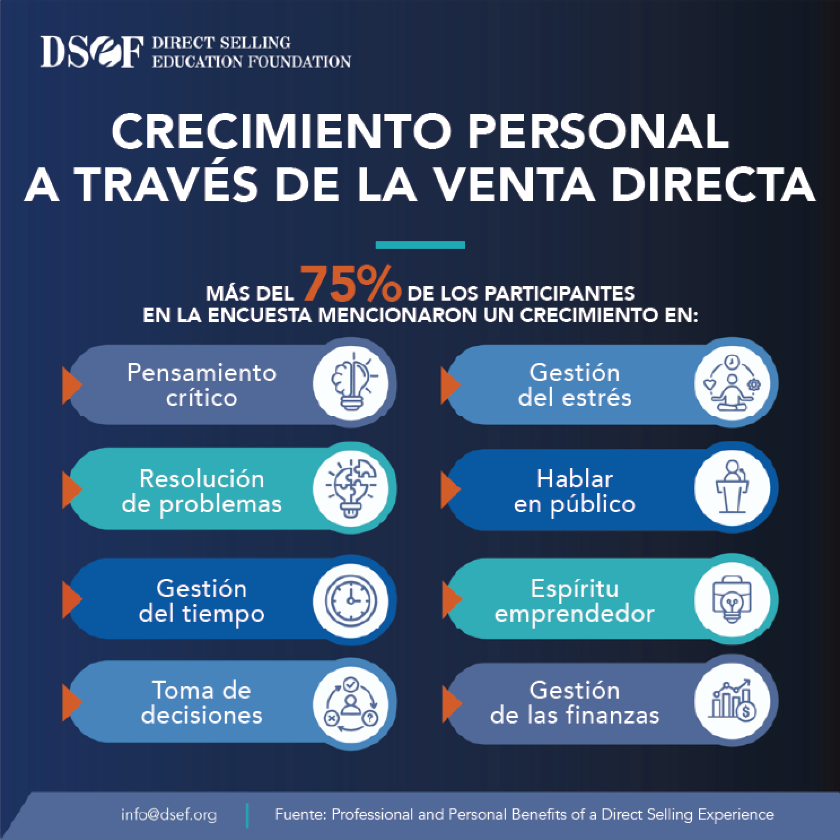 DSEF DIRECT SELLING
EDUCATION FOUNDATION
CRECIMIENTO PERSONAL
A TRAVÉS DE LA VENTA DIRECTA
MÁS DEL 75% DE LOS PARTICIPANTES
EN LA ENCUESTA MENCIONARON UN CRECIMIENTO EN:
Pensamiento
crítico
Gestión
del estrés
Resolución
de problemas
Hablar
en público
Gestión
del tiempo
Espíritu
emprendedor
Toma de
decisiones
Gestión
de las finanzas
info@dsef.org
Fuente: Professional and Personal Benefits of a Direct Selling Experience